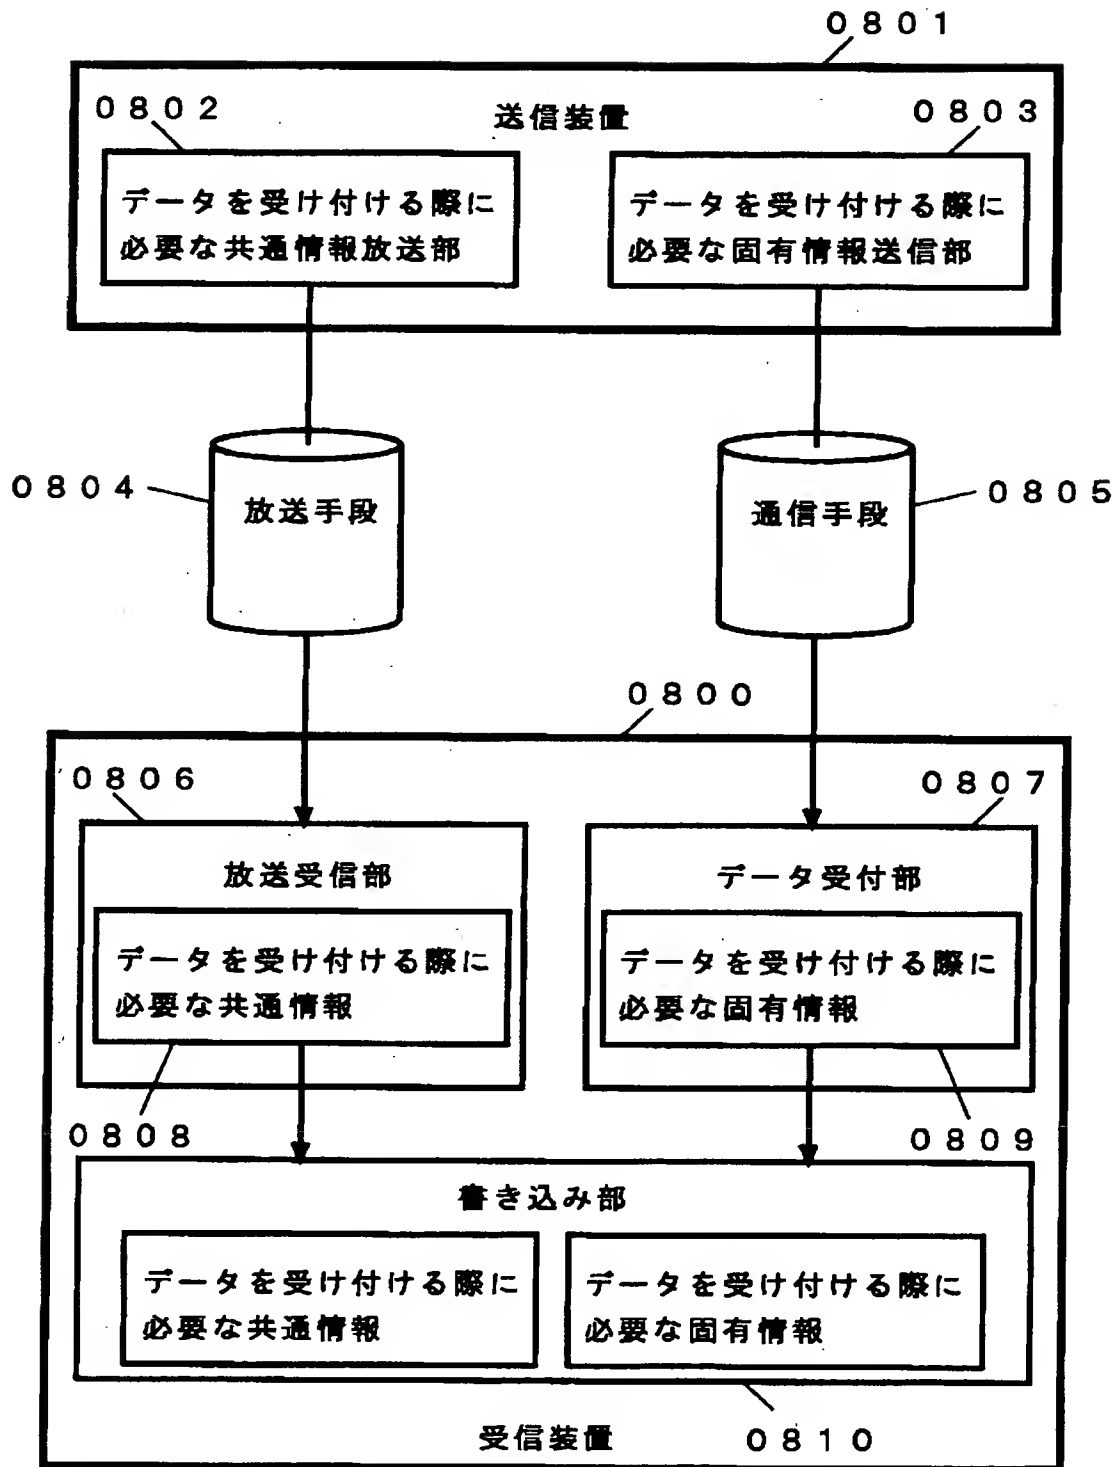 ０８０１
０８０２
送信装置
０８０３
データを受け付ける際に
必要な共通情報放送部
データを受け付ける際に
必要な固有情報送信部
０８０４
放送手段
通信手段
０８０５
０８００
０８０６
０８０７
放送受信部
データ受付部
データを受け付ける際に
必要な共通情報
データを受け付ける際に
必要な固有情報
０８０８
０８０９
書き込み部
データを受け付ける際に
必要な共通情報
データを受け付ける際に
必要な固有情報
受信装置
０８１０